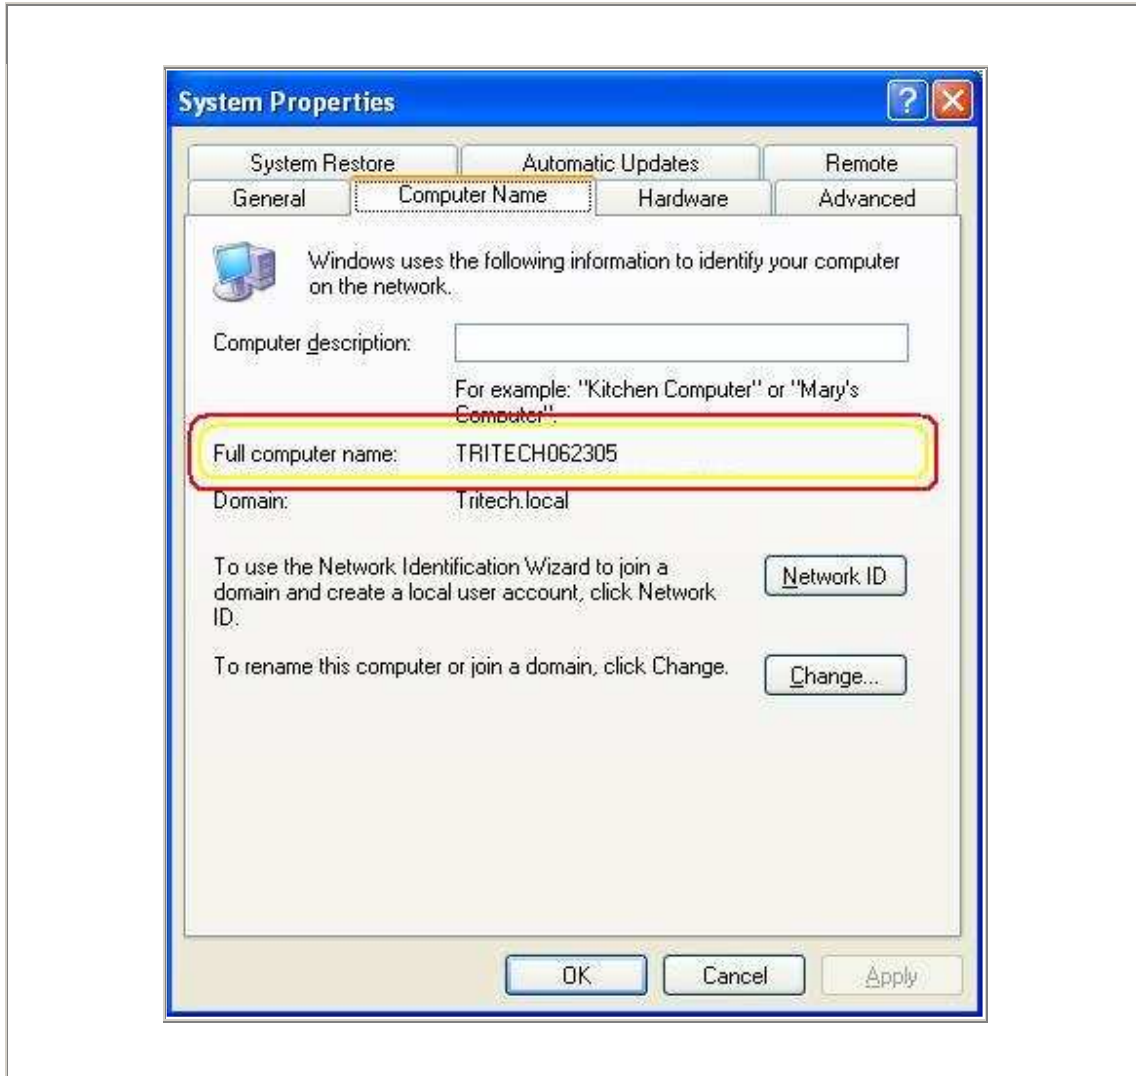 System Properties
System Restore Automatic Updates Remote
General Computer Name Hardware Advanced
Windows uses the following information to identify your computer
on the network.
Computer description:
For example: "Kitchen Computer" or "Mary's
Computer".
Full computer name: TRITECH062305
Domain: Tritech.local
To use the Network Identification Wizard to join a
domain and create a local user account, click Network
ID.
Network ID
To rename this computer or join a domain, click Change.
Change...
OK Cancel Apply